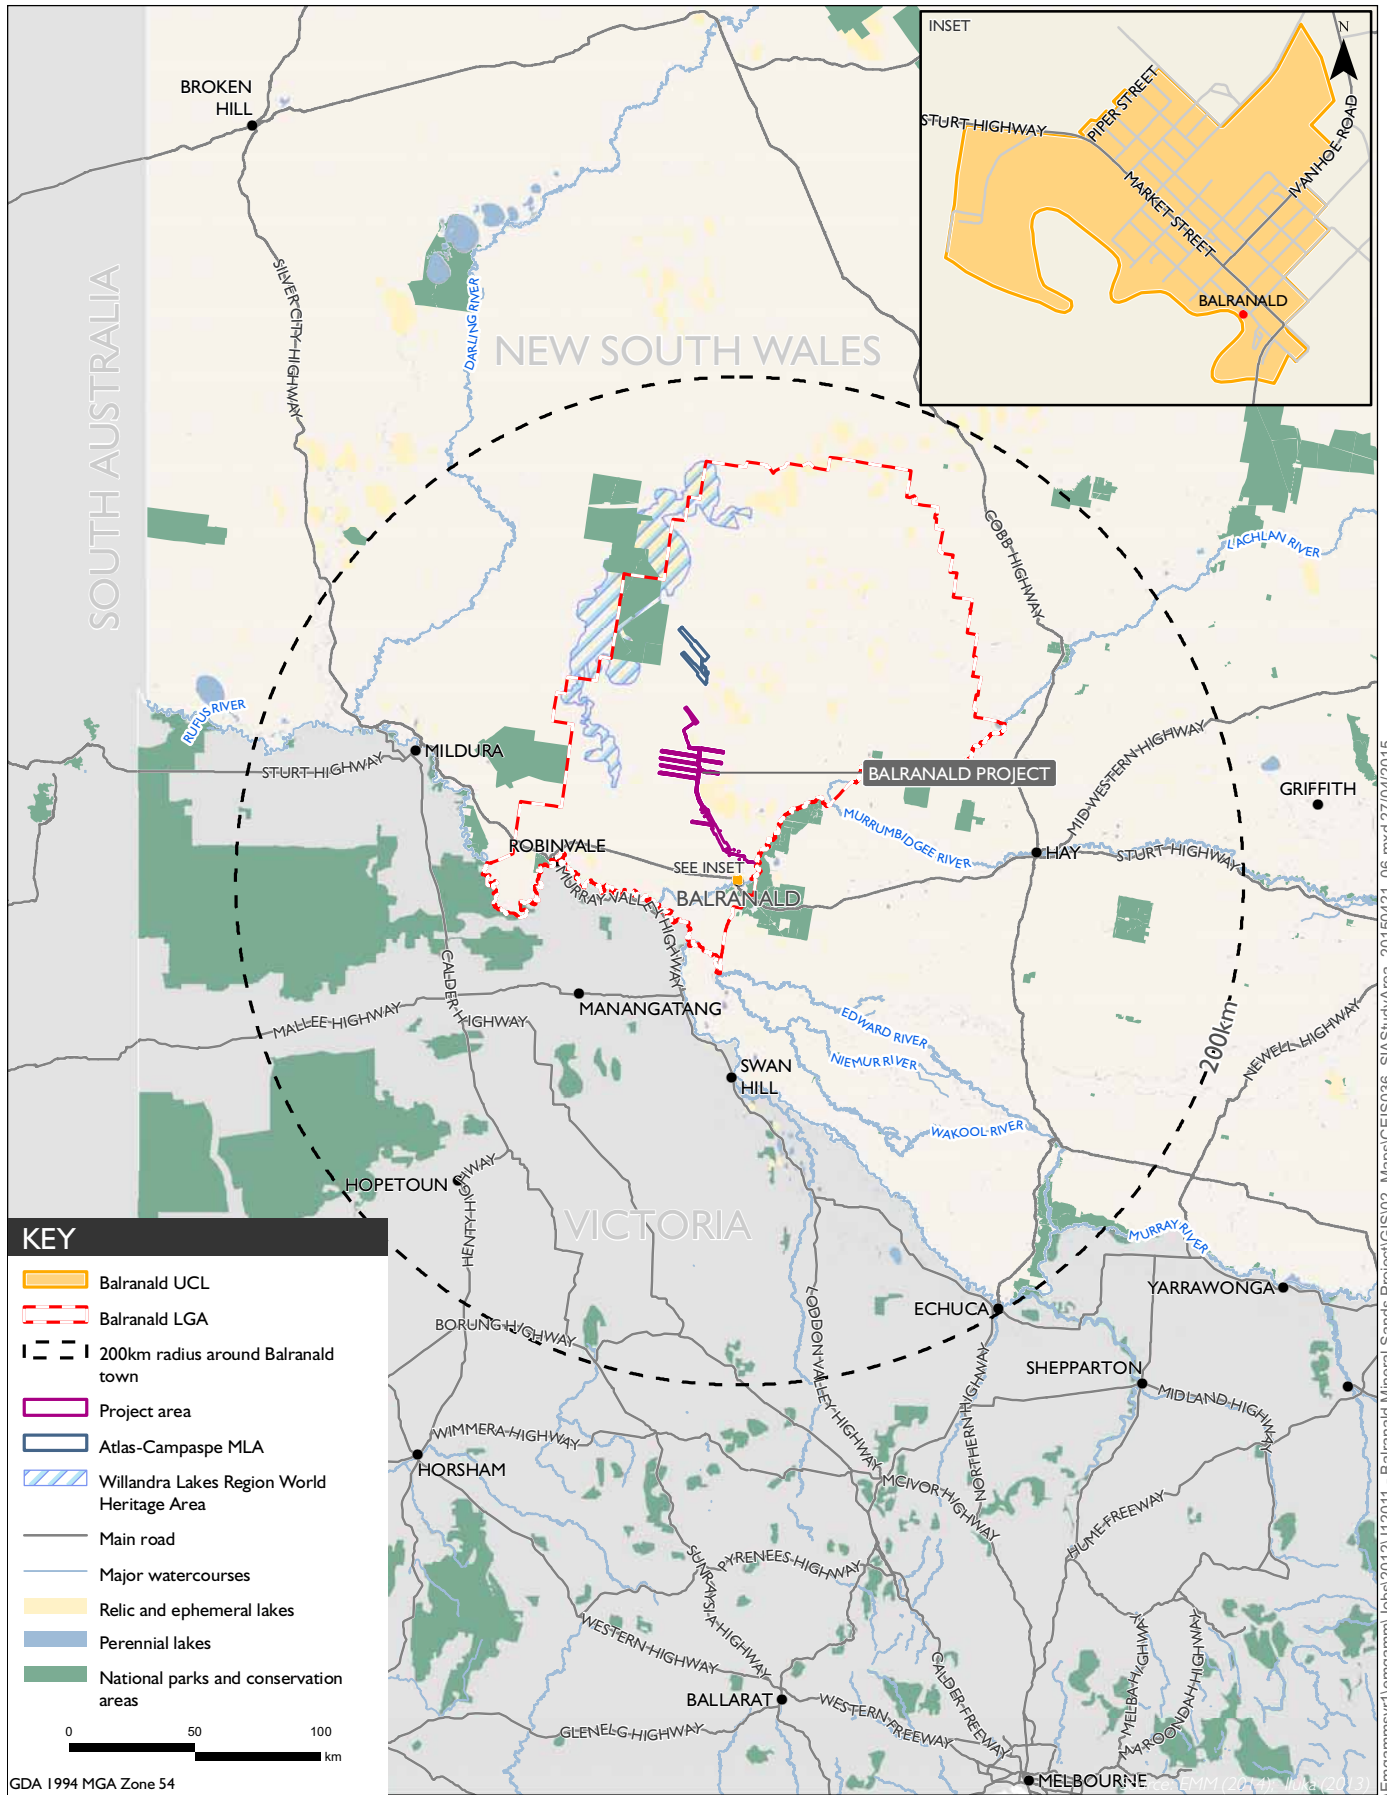 INSET
N
STURT HIGHWAY
PIPER STREET
MARKET STREET
IVANHOE ROAD
BALRANALD
BROKEN
HILL
SILVER CITY HIGHWAY
DARLING RIVER
SOUTH AUSTRALIA
NEW SOUTH WALES
COBB HIGHWAY
LACHLAN RIVER
RUFUS RIVER
MILDURA
STURT HIGHWAY
BALRANALD PROJECT
MID-WESTERN HIGHWAY
GRIFFITH
ROBINVALE
MURRUMBIDGEE RIVER
HAY
STURT HIGHWAY
SEE INSET
BALRANALD
MURRAY VALLEY HIGHWAY
CALDER HIGHWAY
MALLEE HIGHWAY
MANANGATANG
EDWARD RIVER
NIEMUR RIVER
200km
NEWELL HIGHWAY
SWAN
HILL
WAKOOL RIVER
HOPETOUN
HENTY HIGHWAY
VICTORIA
MURRAY RIVER
YARRAWONGA
ECHUCA
LODDON VALLEY HIGHWAY
BORUNG HIGHWAY
SHEPPARTON
NORTHERN HIGHWAY
MIDLAND HIGHWAY
WIMMERA HIGHWAY
HORSHAM
MCIVOR HIGHWAY
HUME FREEWAY
SUNRAYSIA HIGHWAY
PYRENEES HIGHWAY
WESTERN HIGHWAY
CALDER FREEWAY
MELBA HIGHWAY
MAROONDAH HIGHWAY
BALLARAT
WESTERN FREEWAY
GLENELG HIGHWAY
MELBOURNE
Source: EMM (2014); Iluka (2013)
KEY
Balranald UCL
Balranald LGA
200km radius around Balranald
town
Project area
Atlas-Campaspe MLA
Willandra Lakes Region World
Heritage Area
Main road
Major watercourses
Relic and ephemeral lakes
Perennial lakes
National parks and conservation
areas
0 50 100
km
GDA 1994 MGA Zone 54